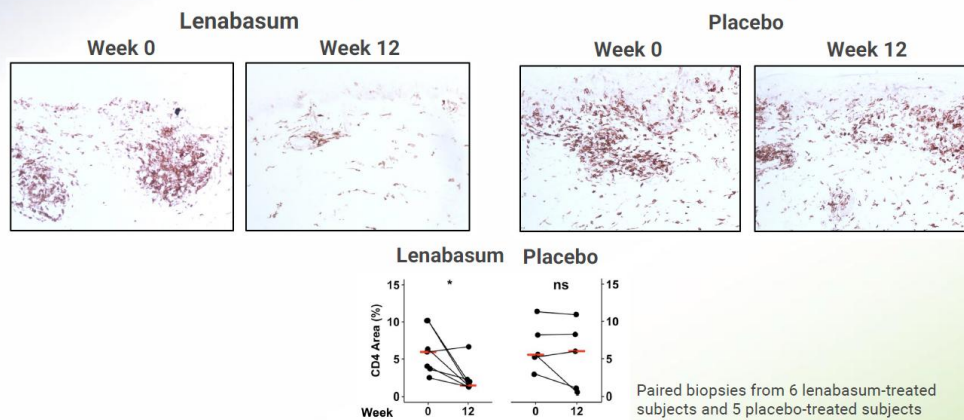 Lenabasum
Placebo
Week 0
Week 12
Week 0
Week 12
Lenabasum
Placebo
*
ns
CD4 Area (%)
15
10
5
0
15
10
5
0
Week
0
12
0
12
Paired biopsies from 6 lenabasum-treated
subjects and 5 placebo-treated subjects